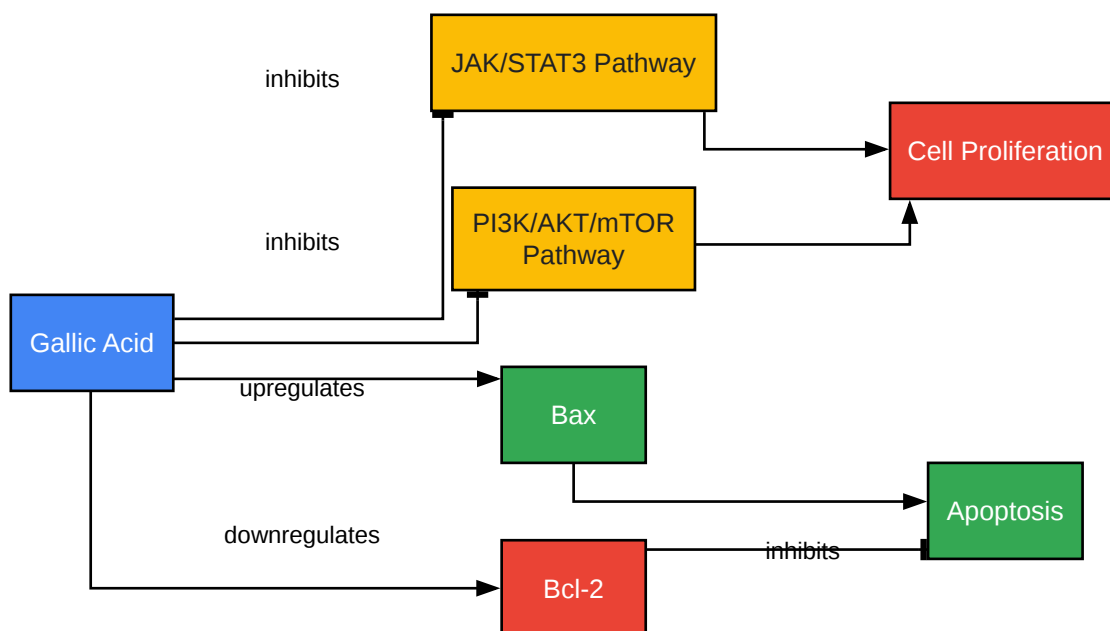 JAK/STAT3 Pathway
inhibits
Cell Proliferation
PI3K/AKT/mTOR
Pathway
inhibits
Gallic Acid
upregulates
Bax
Apoptosis
downregulates
inhibits
Bcl-2